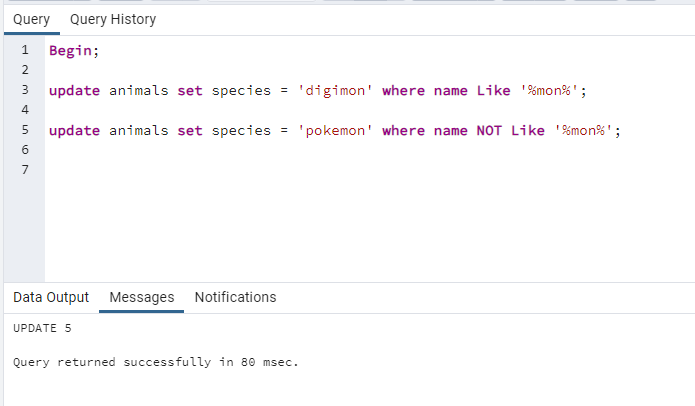 Query Query History
1 Begin;
2
3 update animals set species = 'digimon' where name Like '%mon%';
4
5 update animals set species = 'pokemon' where name NOT Like '%mon%';
6
7
Data Output Messages Notifications
UPDATE 5
Query returned successfully in 80 msec.